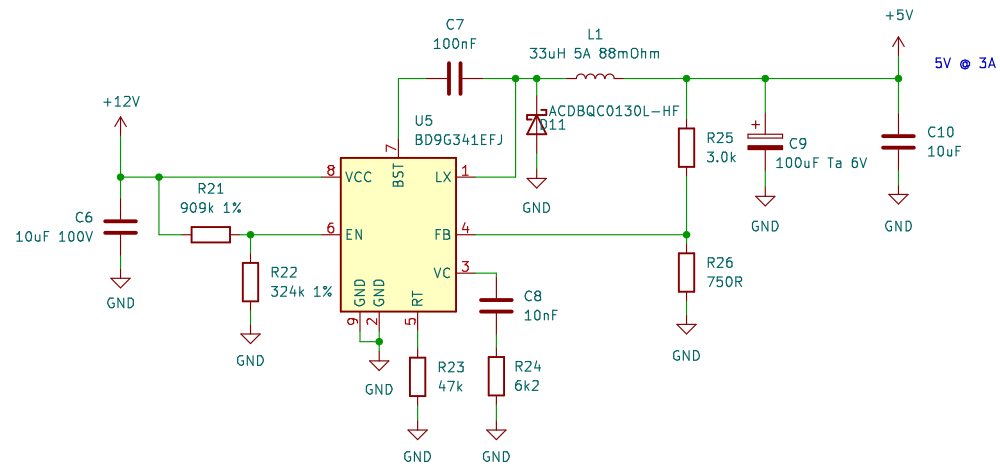 +5V
C7
100nF
L1
33uH 5A 88mOhm
5V @ 3A
+12V
ACDBQC0130L-HF
D11
U5
BD9G341EFJ
R25
3.0k
C9
100uF Ta 6V
C10
10uF
7
BST
8
VCC
LX
1
R21
909k 1%
GND
GND
GND
C6
10uF 100V
6
EN
FB
4
R22
324k 1%
VC
3
R26
750R
GND
GND
GND
RT
9
2
5
C8
10nF
GND
GND
GND
GND
R23
47k
R24
6k2
GND
GND